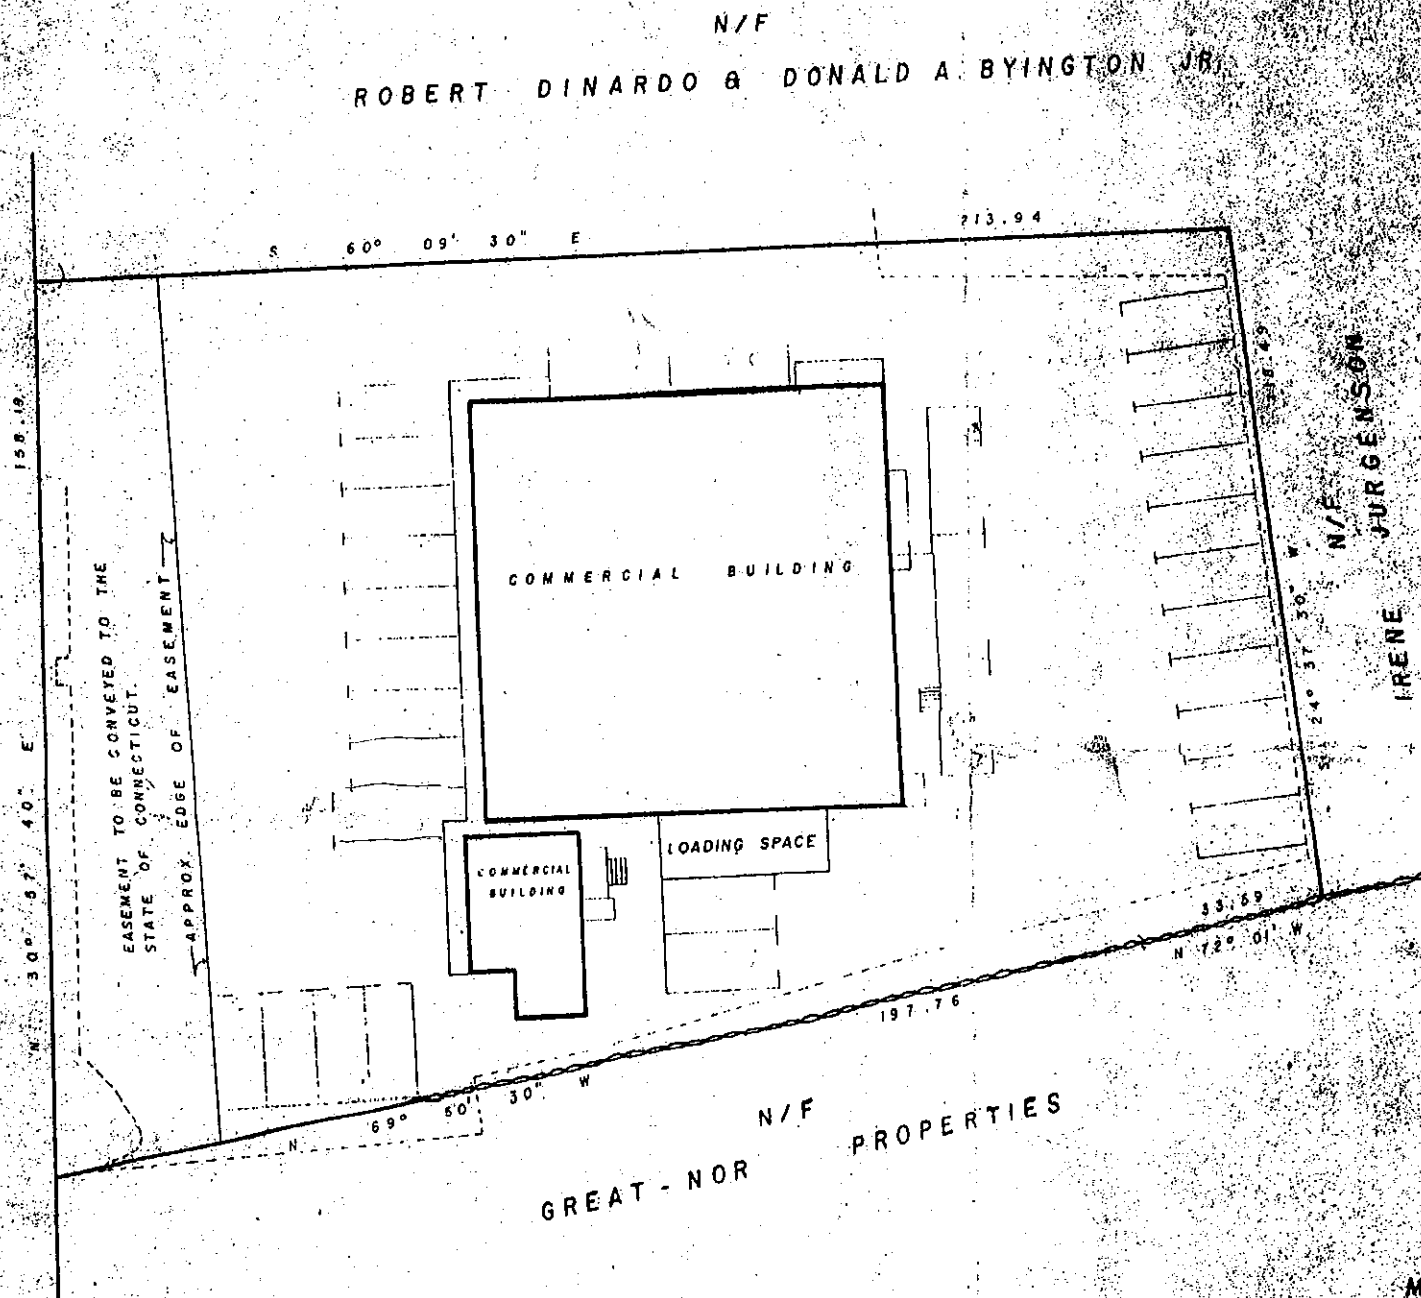 N/F
ROBERT DINARDO & DONALD A. BYINGTON JR.
S 60° 09' 30" E
213.94
158.19
N 30° 57' 40" E
EASEMENT TO BE CONVEYED TO THE
STATE OF CONNECTICUT.
APPROX. EDGE OF EASEMENT
COMMERCIAL BUILDING
COMMERCIAL
BUILDING
LOADING SPACE
S 24° 37' 30" W
N/F
IRENE JURGENSON
33.59
N 72° 01' W
197.76
N 69° 50' 30" W
N/F
GREAT-NOR PROPERTIES
M